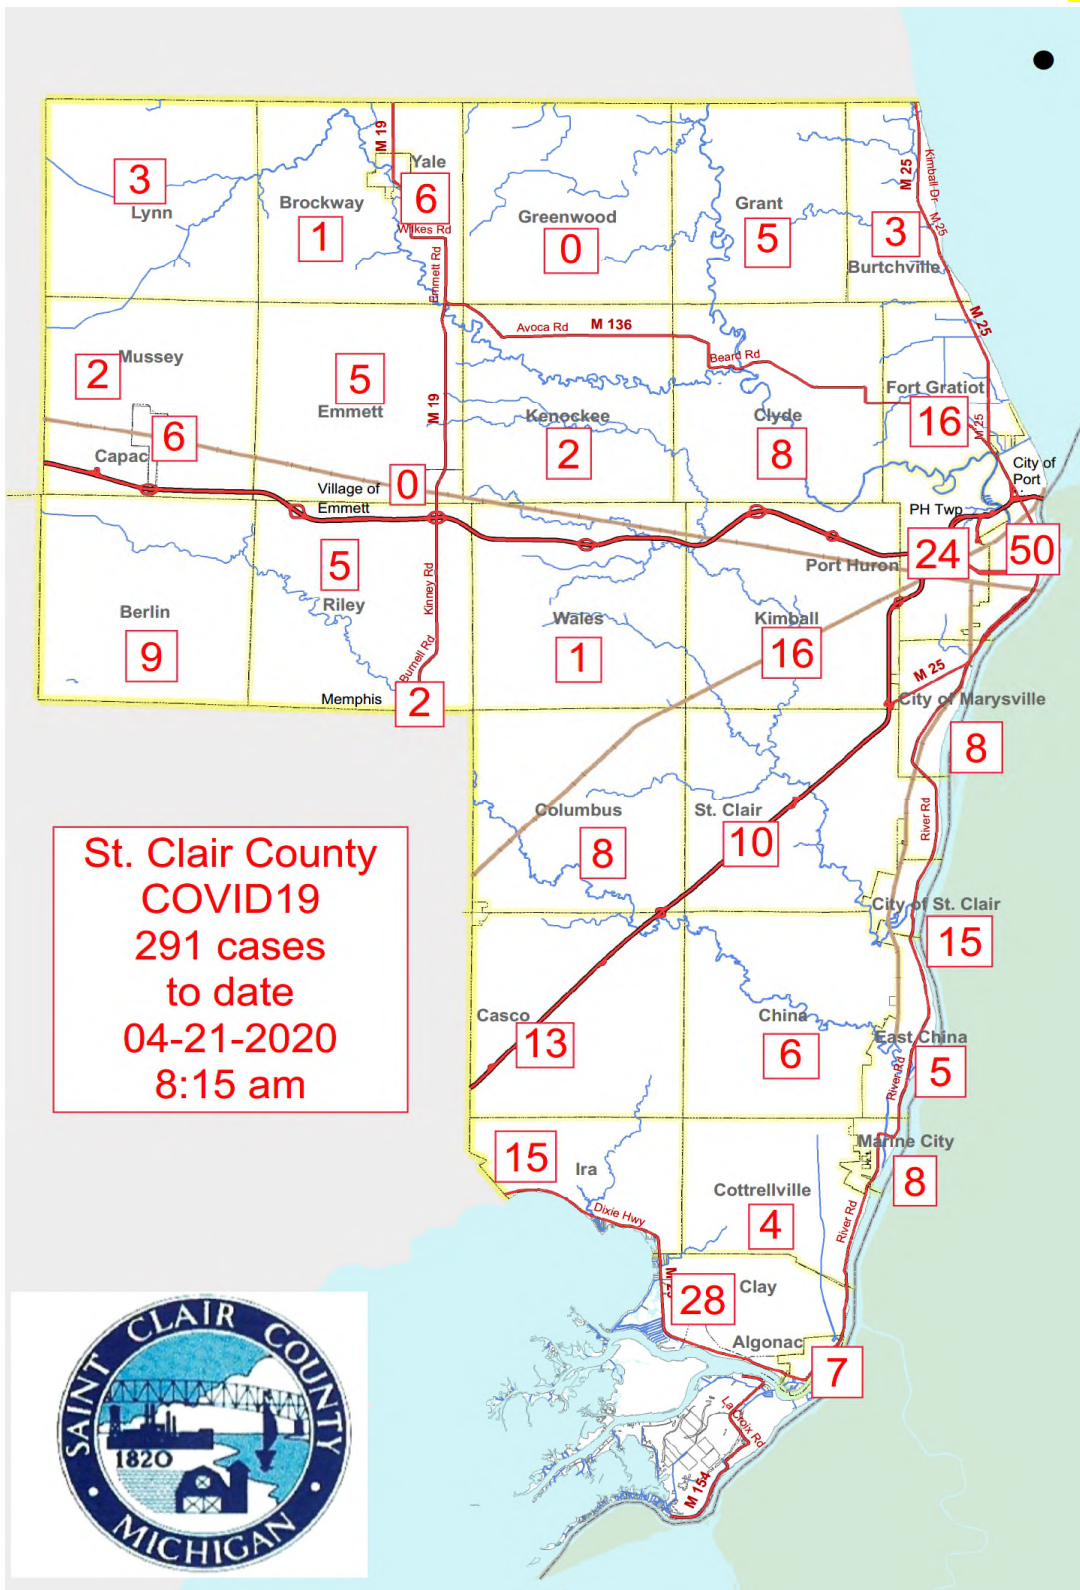 M 19
Yale
6
Wilkes Rd
3
Lynn
Brockway
1
Emmett Rd
Greenwood
0
Grant
5
M 25
Kimball Dr M 25
3
Burtchville
M 25
Avoca Rd
M 136
Beard Rd
2
Mussey
5
Emmett
M 19
Kenockee
2
Clyde
8
Fort Gratiot
16
M 25
6
Capac
Village of
Emmett
0
City of
Port
PH Twp
24
50
Port Huron
Berlin
9
5
Riley
Kinney Rd
Burnell Rd
Memphis
2
Wales
1
Kimball
16
M 25
City of Marysville
8
River Rd
Columbus
8
St. Clair
10
St. Clair County
COVID19
291 cases
to date
04-21-2020
8:15 am
City of St. Clair
15
Casco
13
China
6
East China
5
River Rd
Marine City
8
15
Ira
Dixie Hwy
Cottrellville
4
River Rd
28
Clay
Algonac
7
La Croix Rd
M 154
SAINT CLAIR COUNTY
1820
MICHIGAN